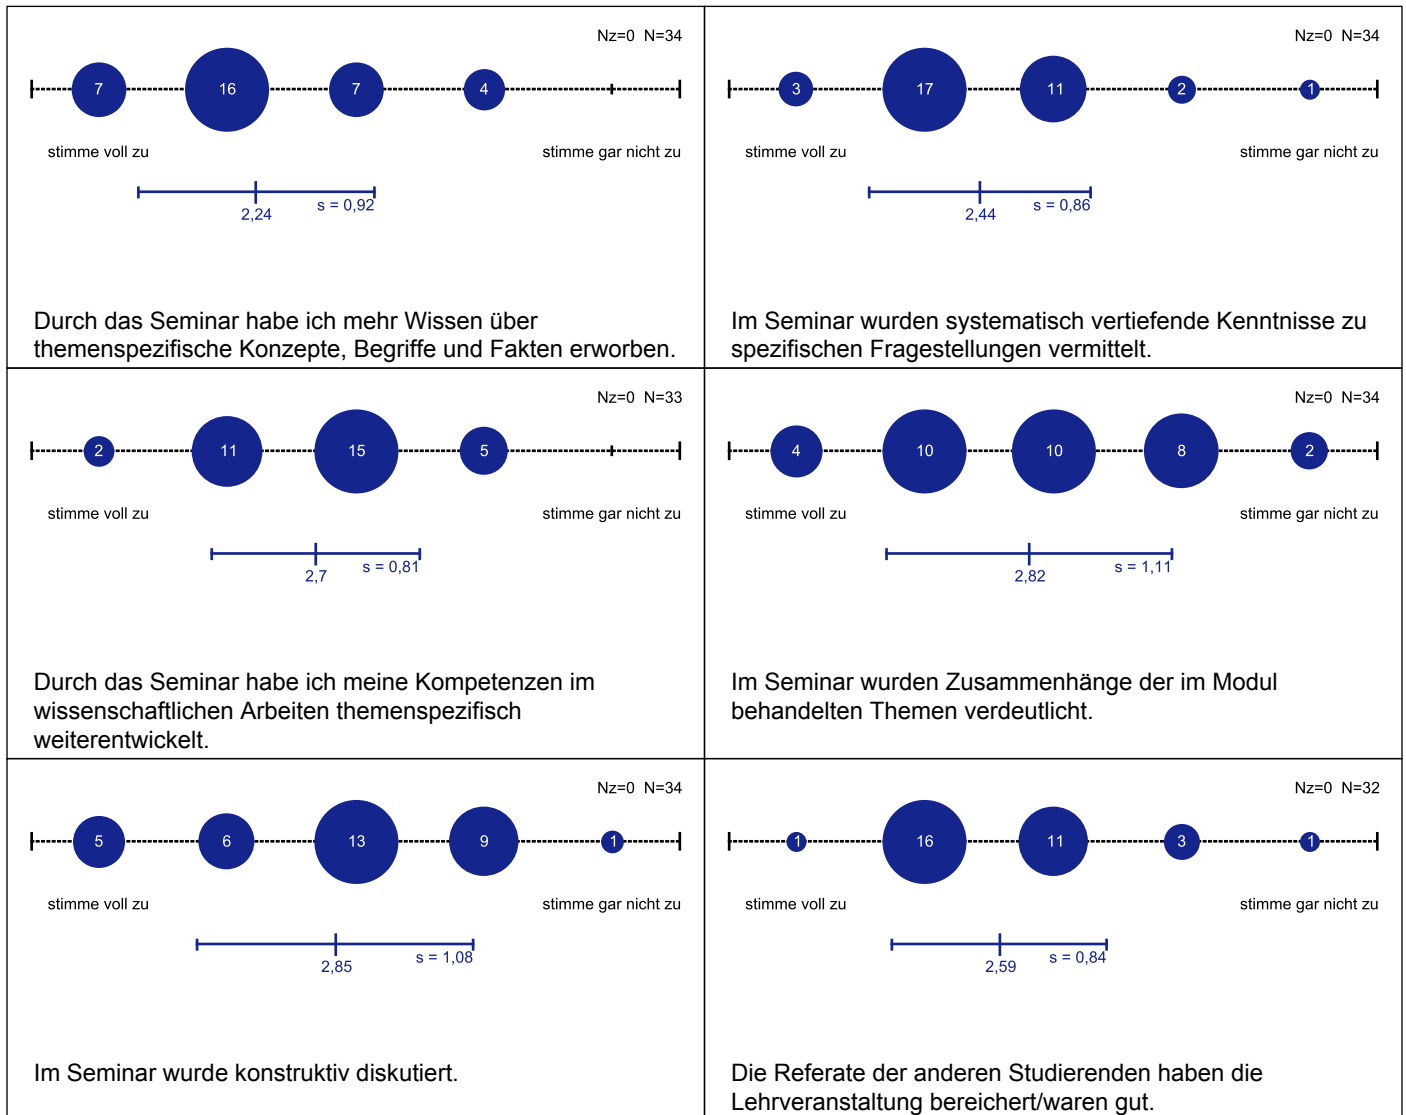 Nz=0 N=34
7 16 7 4
stimme voll zu stimme gar nicht zu
2,24 s = 0,92
Durch das Seminar habe ich mehr Wissen über
themenspezifische Konzepte, Begriffe und Fakten erworben.
Nz=0 N=34
3 17 11 2 1
stimme voll zu stimme gar nicht zu
2,44 s = 0,86
Im Seminar wurden systematisch vertiefende Kenntnisse zu
spezifischen Fragestellungen vermittelt.
Nz=0 N=33
2 11 15 5
stimme voll zu stimme gar nicht zu
2,7 s = 0,81
Durch das Seminar habe ich meine Kompetenzen im
wissenschaftlichen Arbeiten themenspezifisch
weiterentwickelt.
Nz=0 N=34
4 10 10 8 2
stimme voll zu stimme gar nicht zu
2,82 s = 1,11
Im Seminar wurden Zusammenhänge der im Modul
behandelten Themen verdeutlicht.
Nz=0 N=34
5 6 13 9 1
stimme voll zu stimme gar nicht zu
2,85 s = 1,08
Im Seminar wurde konstruktiv diskutiert.
Nz=0 N=32
1 16 11 3 1
stimme voll zu stimme gar nicht zu
2,59 s = 0,84
Die Referate der anderen Studierenden haben die
Lehrveranstaltung bereichert/waren gut.